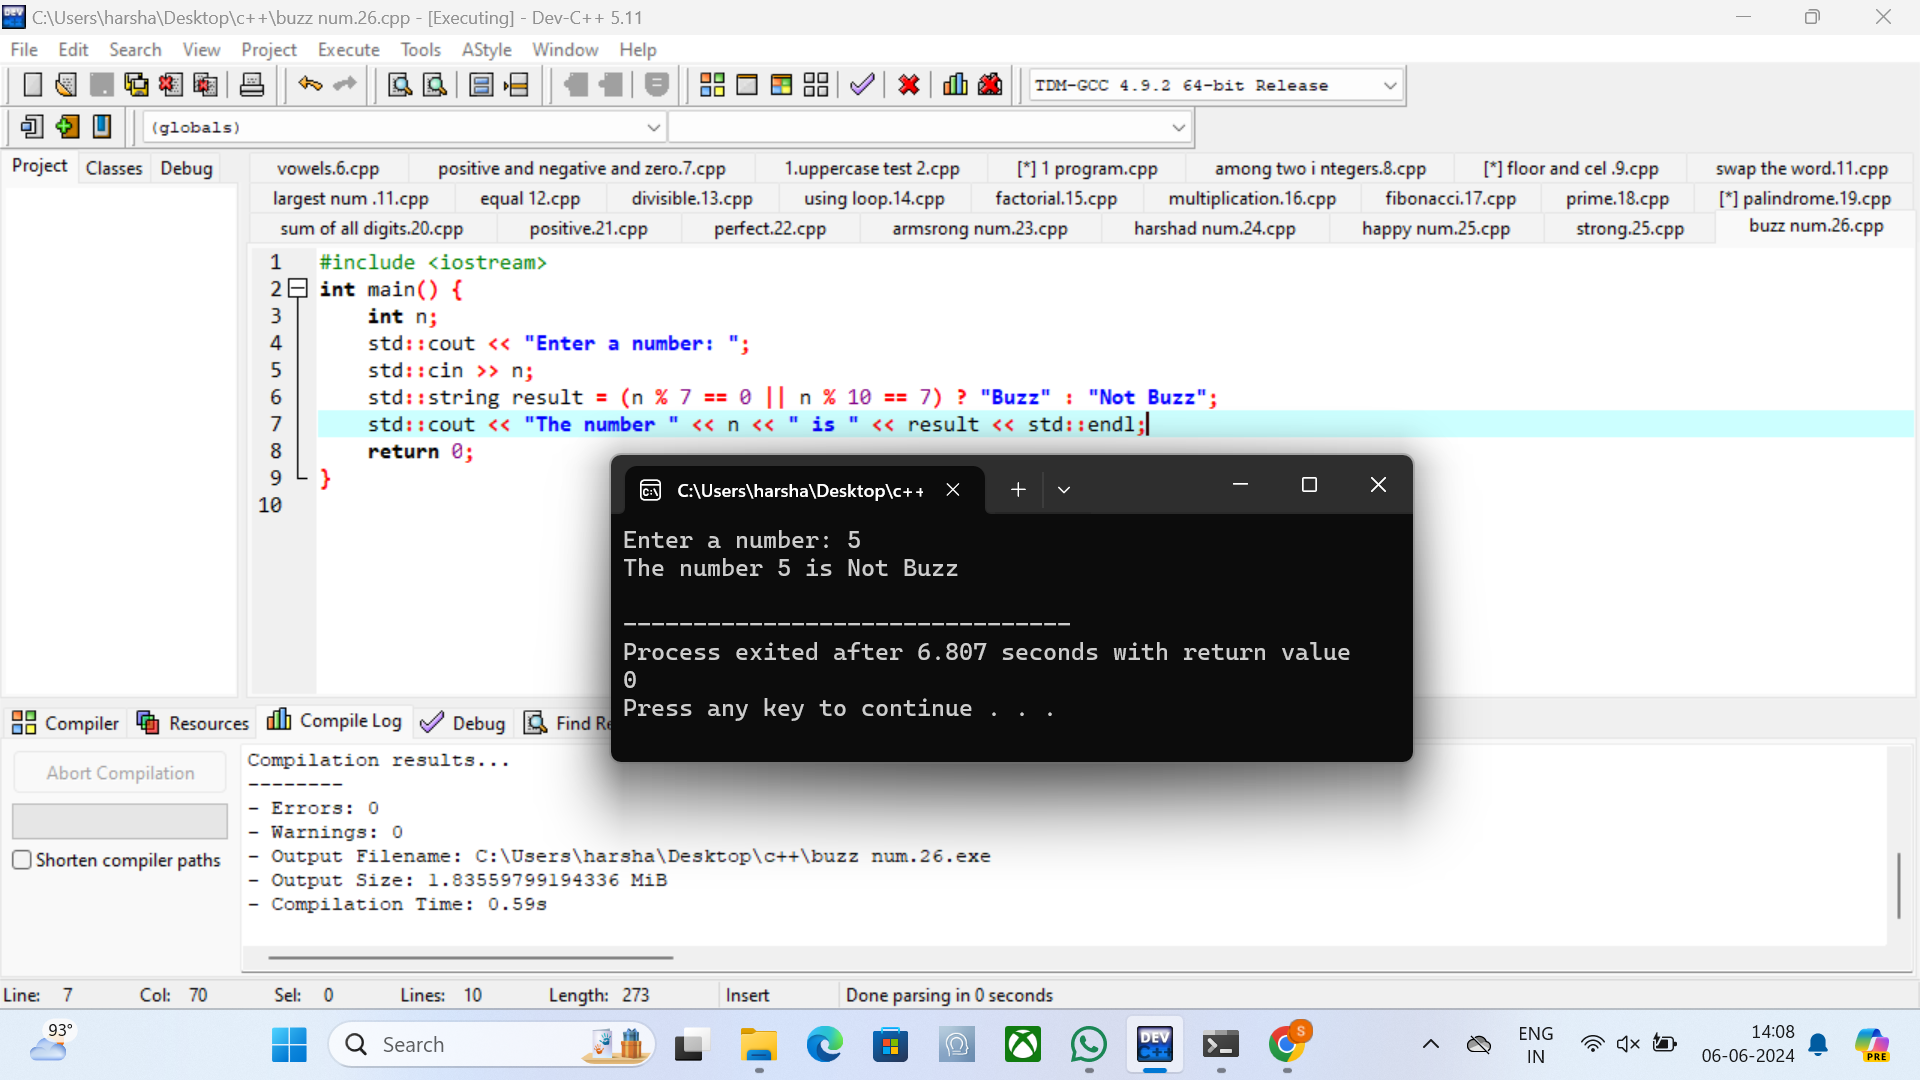 C:\Users\harsha\Desktop\c++\buzz num.26.cpp - [Executing] - Dev-C++ 5.11
File Edit Search View Project Execute Tools AStyle Window Help
TDM-GCC 4.9.2 64-bit Release
(globals)
Project Classes Debug
vowels.6.cpp positive and negative and zero.7.cpp 1.uppercase test 2.cpp [*] 1 program.cpp among two i ntegers.8.cpp [*] floor and cel .9.cpp swap the word.11.cpp
largest num .11.cpp equal 12.cpp divisible.13.cpp using loop.14.cpp factorial.15.cpp multiplication.16.cpp fibonacci.17.cpp prime.18.cpp [*] palindrome.19.cpp
sum of all digits.20.cpp positive.21.cpp perfect.22.cpp armsrong num.23.cpp harshad num.24.cpp happy num.25.cpp strong.25.cpp buzz num.26.cpp
1 #include <iostream>
2 int main() {
3 int n;
4 std::cout << "Enter a number: ";
5 std::cin >> n;
6 std::string result = (n % 7 == 0 || n % 10 == 7) ? "Buzz" : "Not Buzz";
7 std::cout << "The number " << n << " is " << result << std::endl;
8 return 0;
9 }
10
C:\Users\harsha\Desktop\c++
Enter a number: 5
The number 5 is Not Buzz
--------------------------------
Process exited after 6.807 seconds with return value
0
Press any key to continue . . .
Compiler Resources Compile Log Debug Find Re
Abort Compilation
Shorten compiler paths
Compilation results...
--------
- Errors: 0
- Warnings: 0
- Output Filename: C:\Users\harsha\Desktop\c++\buzz num.26.exe
- Output Size: 1.83559799194336 MiB
- Compilation Time: 0.59s
Line: 7 Col: 70 Sel: 0 Lines: 10 Length: 273 Insert Done parsing in 0 seconds
93°
Search
DEV C++
S
ENG
IN
14:08
06-06-2024
PRE